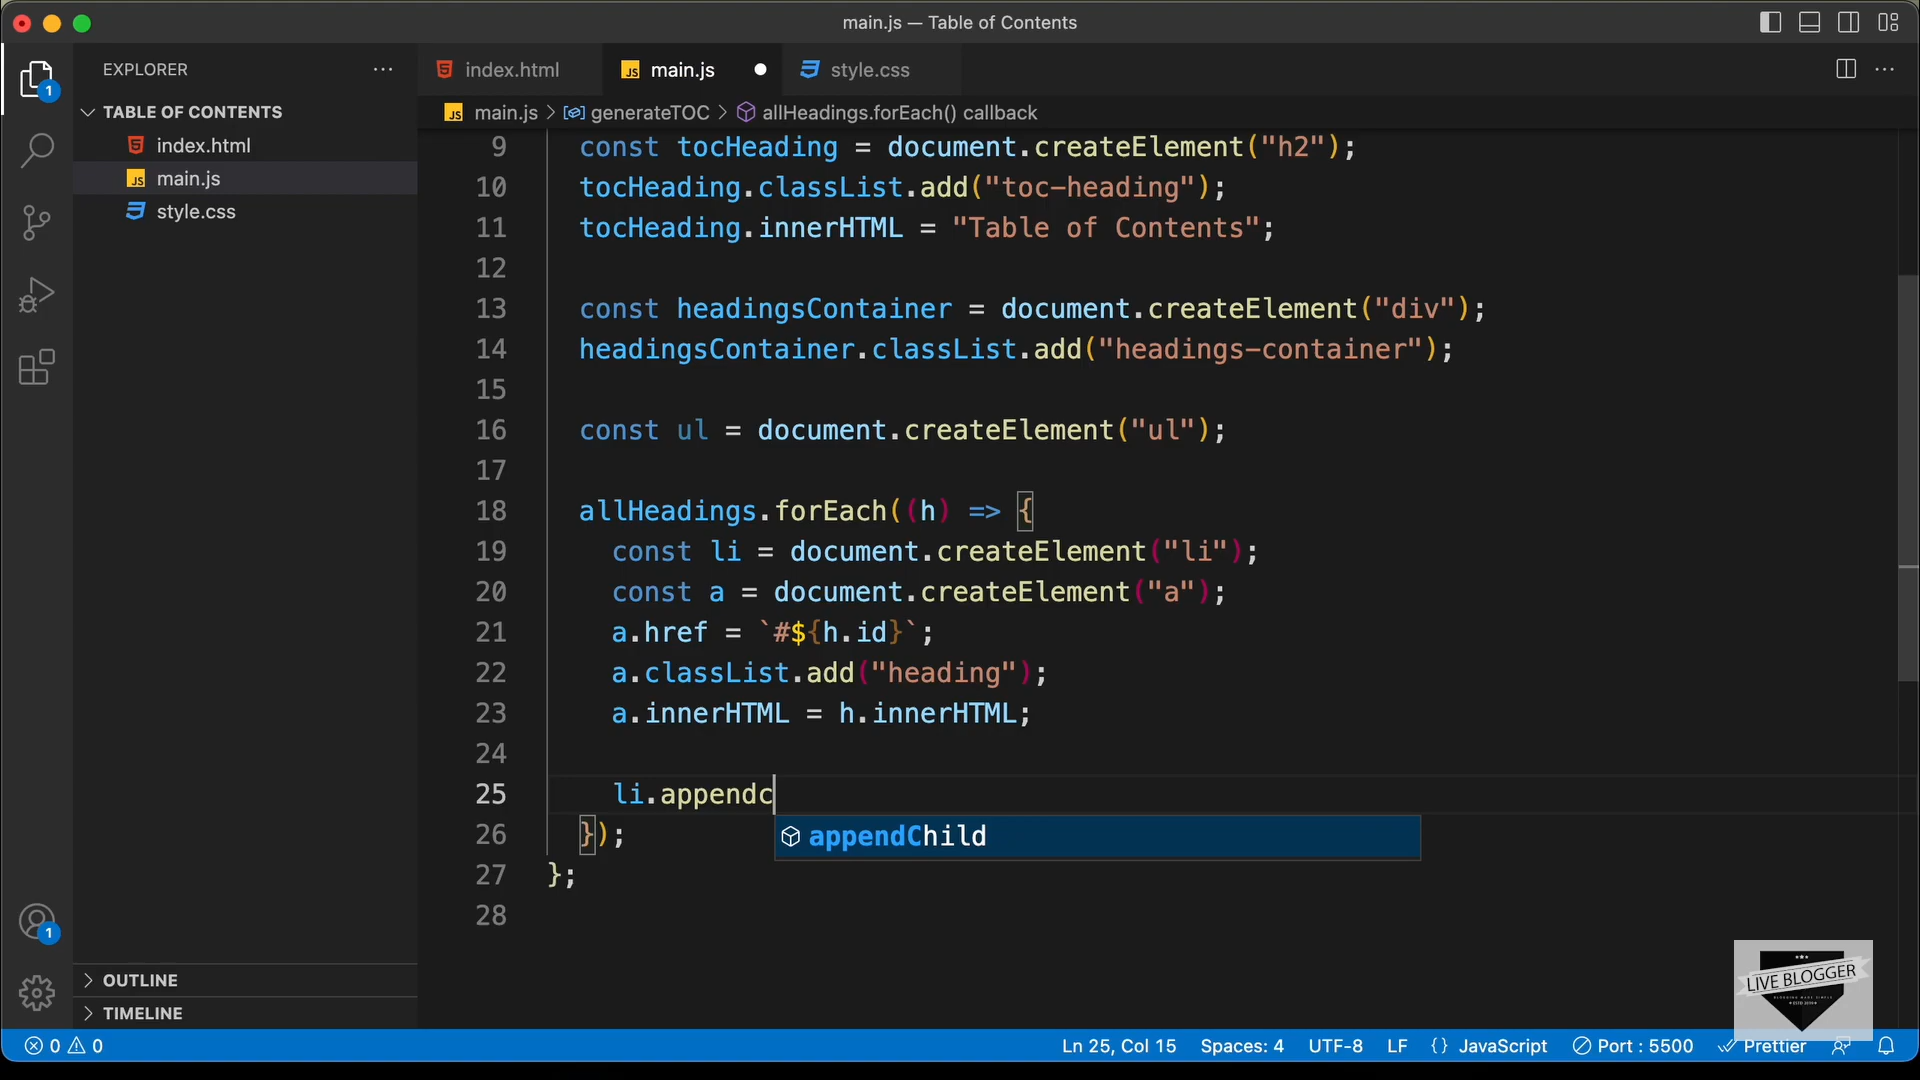 main.js — Table of Contents
EXPLORER
TABLE OF CONTENTS
index.html
main.js
style.css
OUTLINE
TIMELINE
index.html
main.js
style.css
main.js > generateTOC > allHeadings.forEach() callback
9 const tocHeading = document.createElement("h2");
10 tocHeading.classList.add("toc-heading");
11 tocHeading.innerHTML = "Table of Contents";
12
13 const headingsContainer = document.createElement("div");
14 headingsContainer.classList.add("headings-container");
15
16 const ul = document.createElement("ul");
17
18 allHeadings.forEach((h) => {
19 const li = document.createElement("li");
20 const a = document.createElement("a");
21 a.href = `#${h.id}`;
22 a.classList.add("heading");
23 a.innerHTML = h.innerHTML;
24
25 li.appendc
appendChild
26 });
27 };
28
1
1
LIVE BLOGGER
0 0
Ln 25, Col 15 Spaces: 4 UTF-8 LF {} JavaScript Port : 5500 Prettier